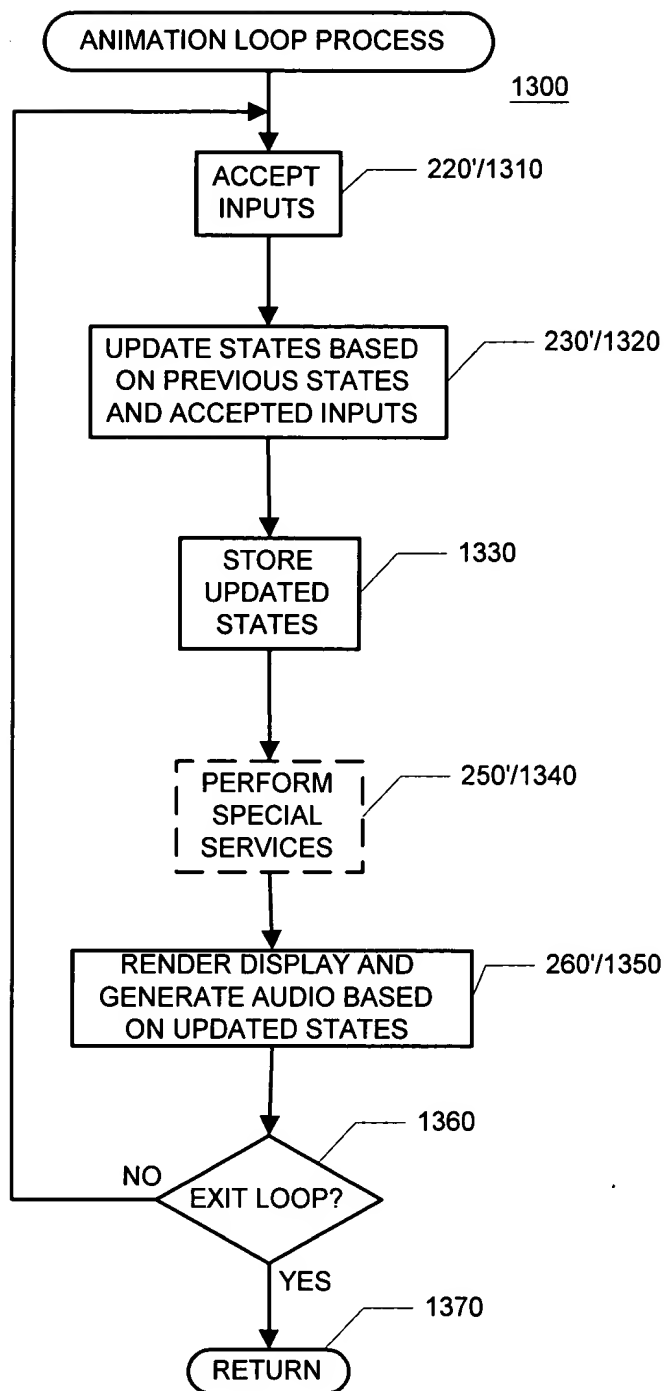 ANIMATION LOOP PROCESS
1300
ACCEPT
INPUTS
220'/1310
UPDATE STATES BASED
ON PREVIOUS STATES
AND ACCEPTED INPUTS
230'/1320
STORE
UPDATED
STATES
1330
PERFORM
SPECIAL
SERVICES
250'/1340
RENDER DISPLAY AND
GENERATE AUDIO BASED
ON UPDATED STATES
260'/1350
1360
NO
EXIT LOOP?
YES
1370
RETURN